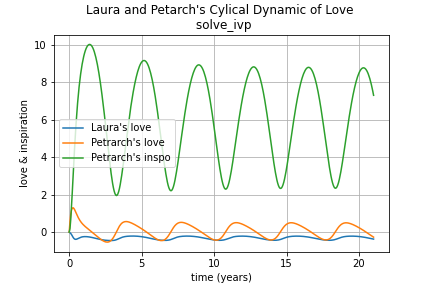 Laura and Petarch's Cylical Dynamic of Love
solve_ivp
love & inspiration
10
8
6
4
2
0
Laura's love
Petrarch's love
Petrarch's inspo
0
5
10
15
20
time (years)